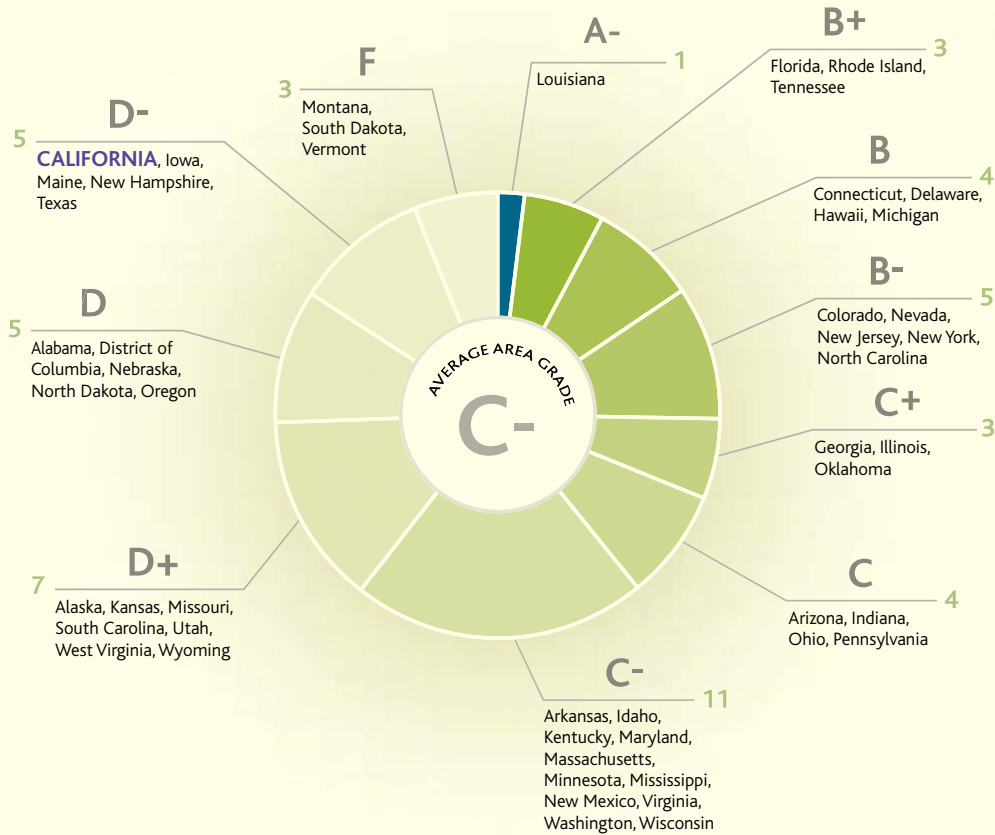 A-
1
Louisiana
B+
3
Florida, Rhode Island,
Tennessee
B
4
Connecticut, Delaware,
Hawaii, Michigan
B-
5
Colorado, Nevada,
New Jersey, New York,
North Carolina
C+
3
Georgia, Illinois,
Oklahoma
C
4
Arizona, Indiana,
Ohio, Pennsylvania
C-
11
Arkansas, Idaho,
Kentucky, Maryland,
Massachusetts,
Minnesota, Mississippi,
New Mexico, Virginia,
Washington, Wisconsin
D+
7
Alaska, Kansas, Missouri,
South Carolina, Utah,
West Virginia, Wyoming
D
5
Alabama, District of
Columbia, Nebraska,
North Dakota, Oregon
D-
5
CALIFORNIA, Iowa,
Maine, New Hampshire,
Texas
F
3
Montana,
South Dakota,
Vermont
AVERAGE AREA GRADE
C-